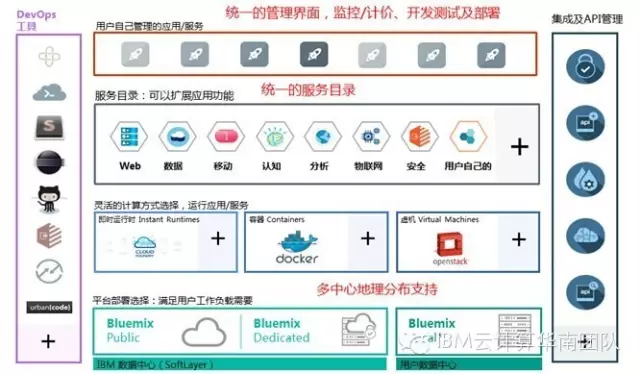 DevOps
工具
统一的管理界面，监控/计价、开发测试及部署
用户自己管理的应用/服务
集成及API管理
统一的服务目录
服务目录：可以扩展应用功能
Web
数据
移动
认知
分析
物联网
安全
用户自己的
+
灵活的计算方式选择，运行应用/服务
即时运行时 Instant Runtimes
容器 Containers
虚机 Virtual Machines
CLOUD
FOUNDRY
+
docker
+
openstack
+
api
api
urban{code}
+
多中心地理分布支持
平台部署选择：满足用户工作负载需要
Bluemix
Public
Bluemix
Dedicated
Bluemix
IBM云计算华南团队
IBM 数据中心（SoftLayer）
用户数据中心